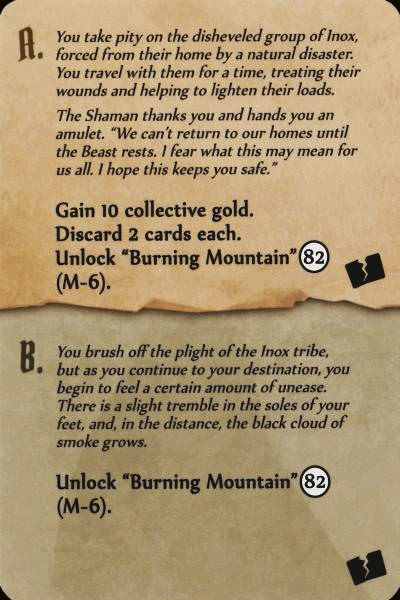 A. You take pity on the disheveled group of Inox,
forced from their home by a natural disaster.
You travel with them for a time, treating their
wounds and helping to lighten their loads.
The Shaman thanks you and hands you an
amulet. “We can't return to our homes until
the Beast rests. I fear what this may mean for
us all. I hope this keeps you safe.”
Gain 10 collective gold.
Discard 2 cards each.
Unlock “Burning Mountain” 82
(M-6).
B. You brush off the plight of the Inox tribe,
but as you continue to your destination, you
begin to feel a certain amount of unease.
There is a slight tremble in the soles of your
feet, and, in the distance, the black cloud of
smoke grows.
Unlock “Burning Mountain” 82
(M-6).